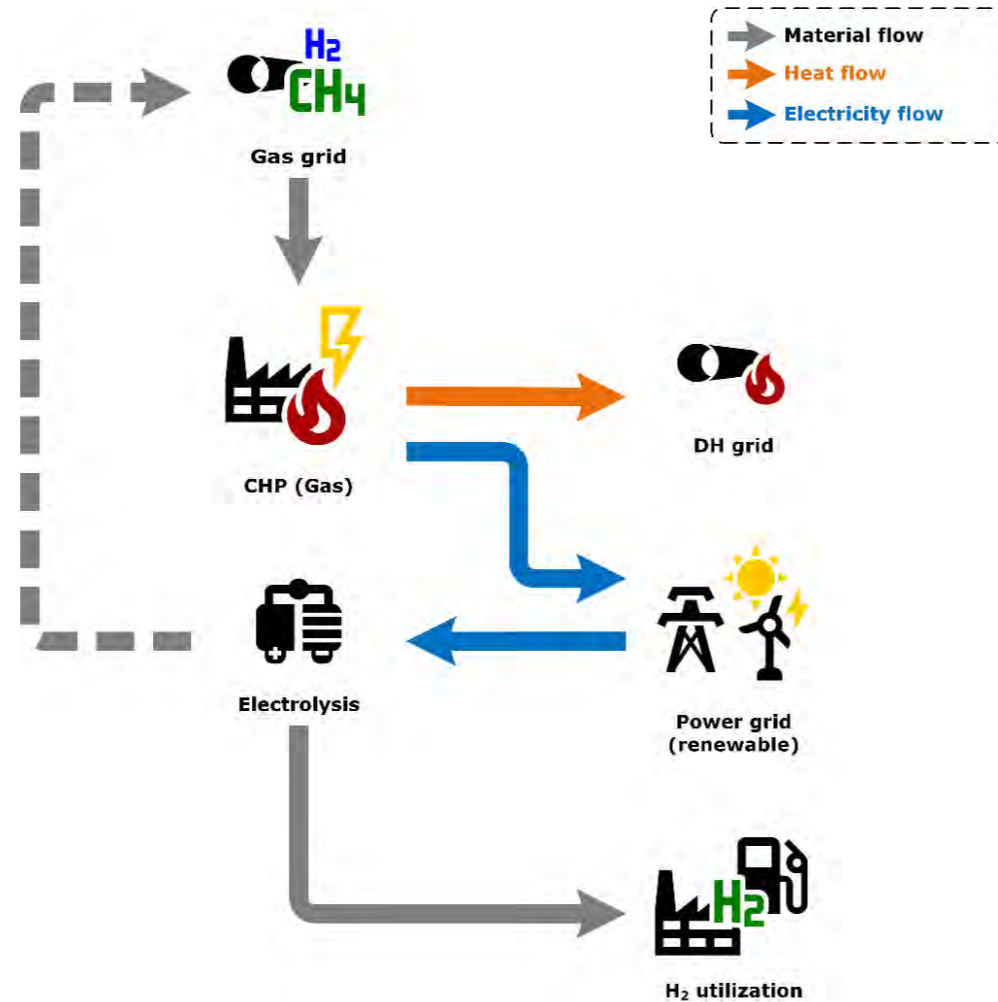 H2
CH4
Gas grid
Material flow
Heat flow
Electricity flow
CHP (Gas)
DH grid
Electrolysis
Power grid
(renewable)
H2
H₂ utilization